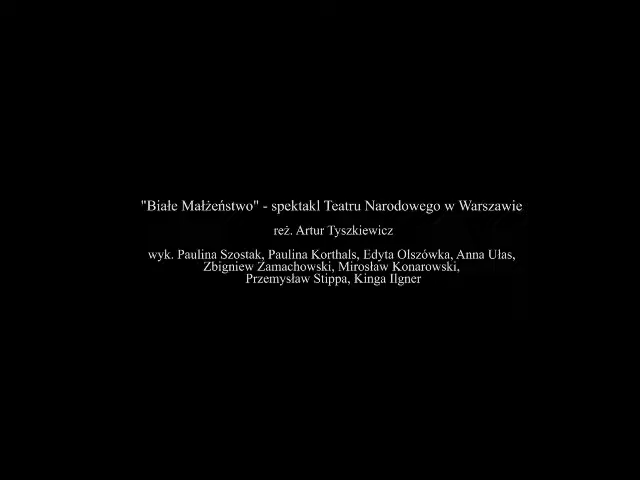 "Białe Małżeństwo" - spektakl Teatru Narodowego w Warszawie
reż. Artur Tyszkiewicz
wyk. Paulina Szostak, Paulina Korthals, Edyta Olszówka, Anna Ułas,
Zbigniew Zamachowski, Mirosław Konarowski,
Przemysław Stippa, Kinga Ilgner